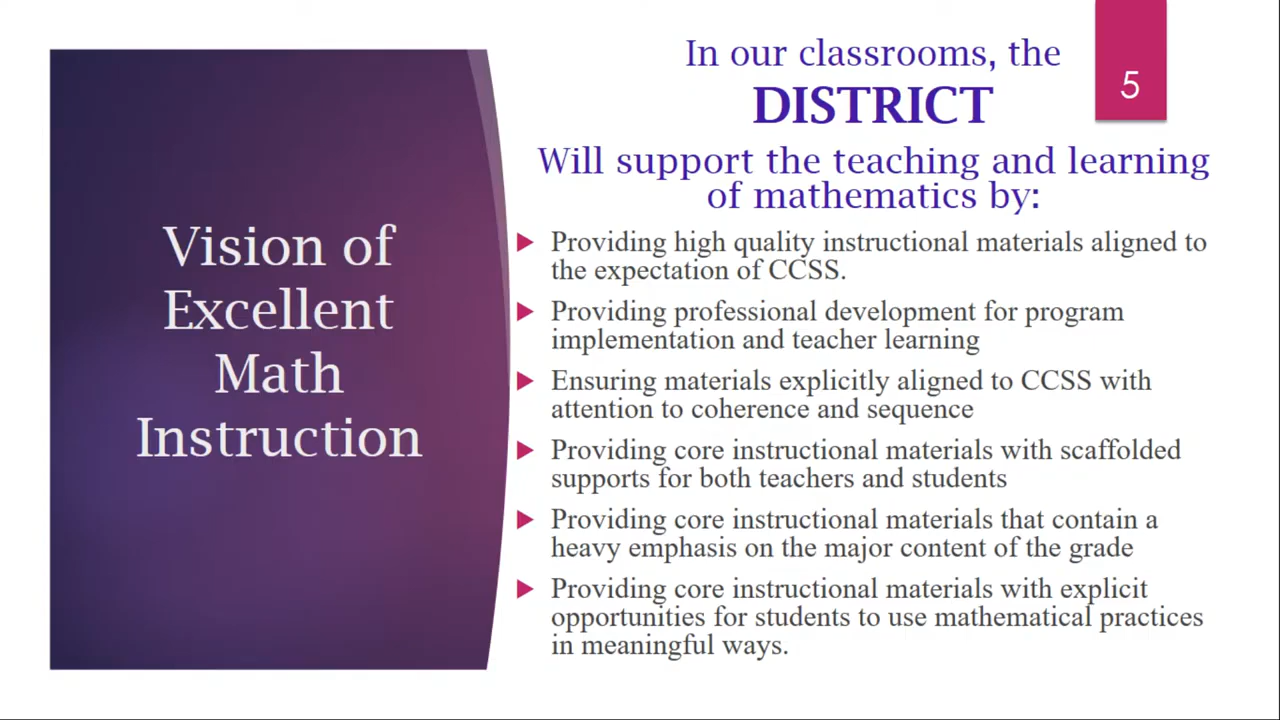 Vision of
Excellent
Math
Instruction
In our classrooms, the
DISTRICT
5
Will support the teaching and learning
of mathematics by:
Providing high quality instructional materials aligned to
the expectation of CCSS.
Providing professional development for program
implementation and teacher learning
Ensuring materials explicitly aligned to CCSS with
attention to coherence and sequence
Providing core instructional materials with scaffolded
supports for both teachers and students
Providing core instructional materials that contain a
heavy emphasis on the major content of the grade
Providing core instructional materials with explicit
opportunities for students to use mathematical practices
in meaningful ways.